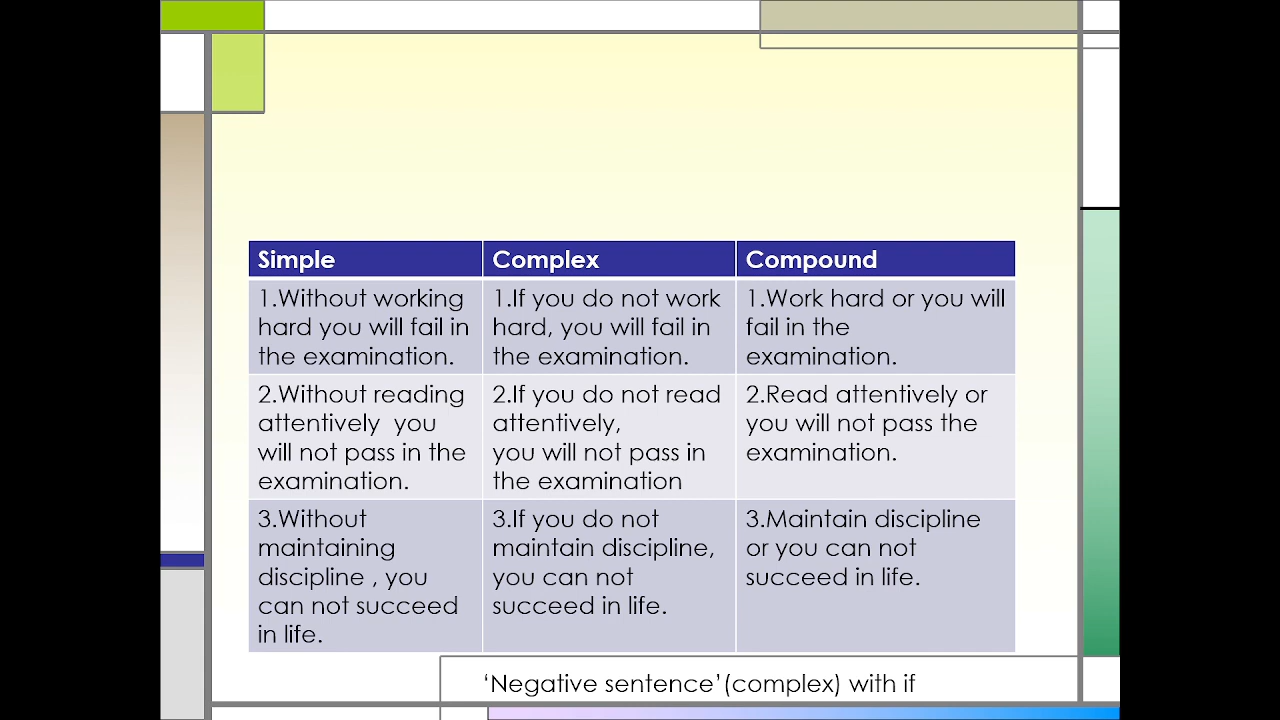 Simple
Complex
Compound
1.Without working
hard you will fail in
the examination.
1.If you do not work
hard, you will fail in
the examination.
1.Work hard or you will
fail in the
examination.
2.Without reading
attentively  you
will not pass in the
examination.
2.If you do not read
attentively,
you will not pass in
the examination
2.Read attentively or
you will not pass the
examination.
3.Without
maintaining
discipline , you
can not succeed
in life.
3.If you do not
maintain discipline,
you can not
succeed in life.
3.Maintain discipline
or you can not
succeed in life.
‘Negative sentence’(complex) with if